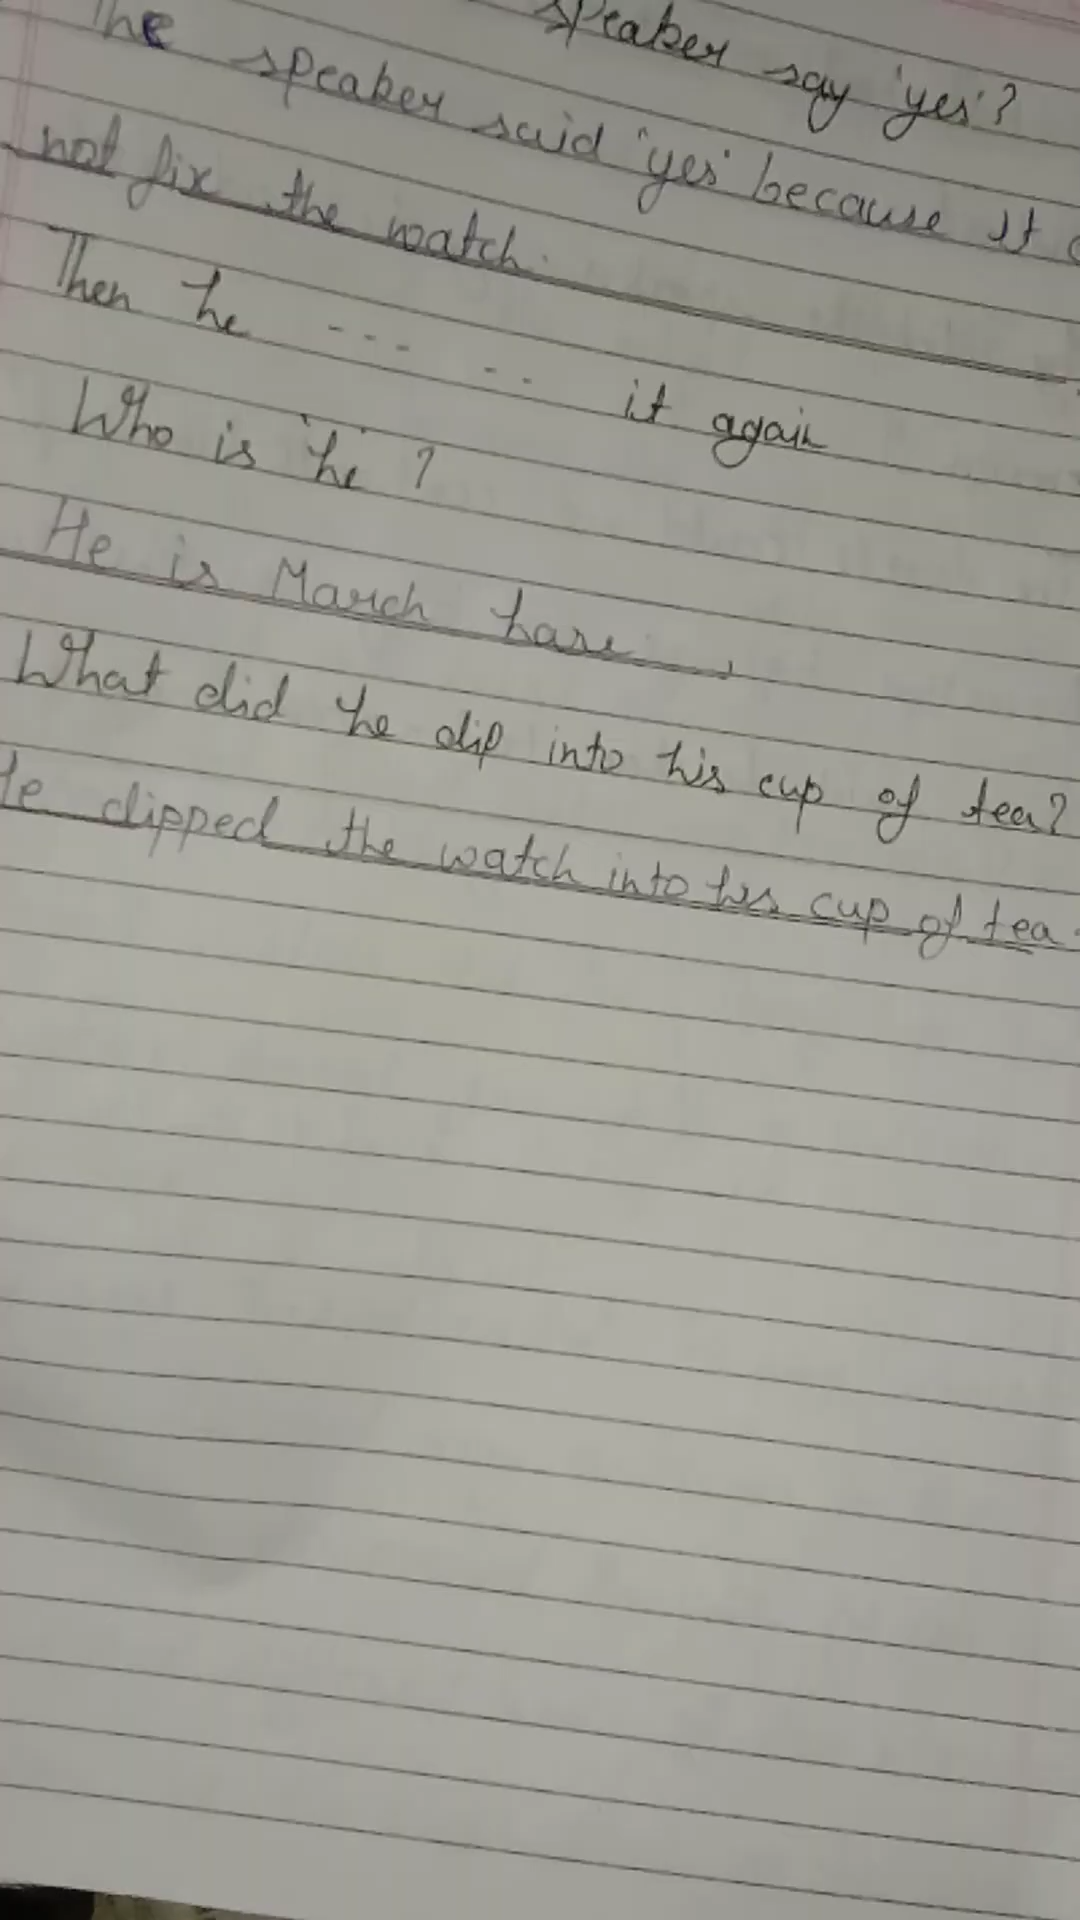 speaker say 'yes'?
The speaker said 'yes' because it
not fix the watch.
Then he --- -- it again
Who is 'he'?
He is March hare
What did he dip into his cup of tea?
He dipped the watch into his cup of tea.